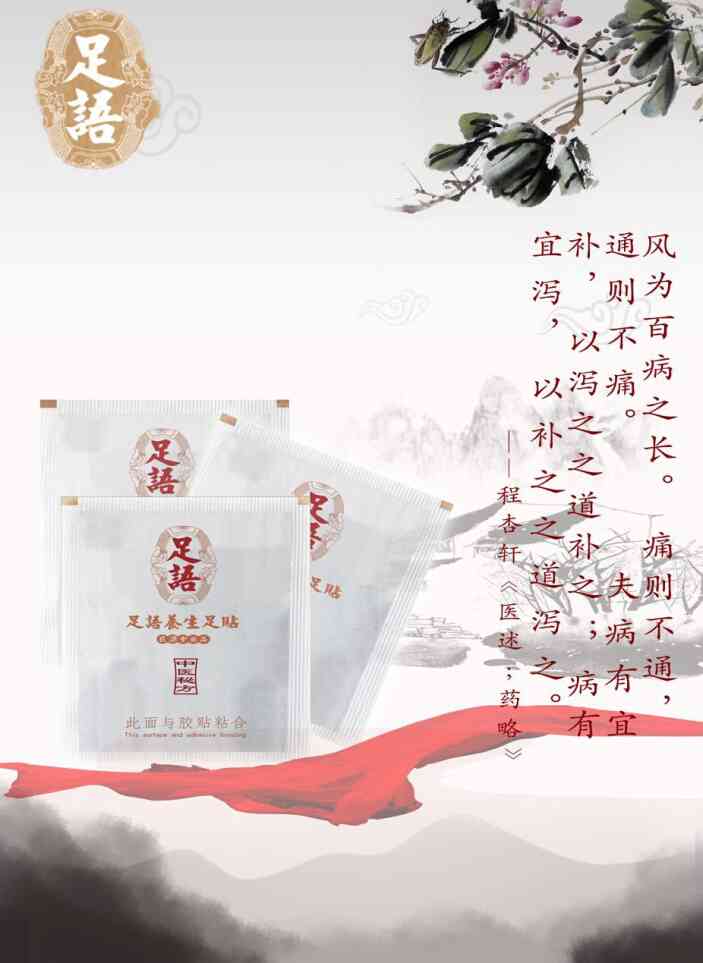 足語
风为百病之长。 痛则不通，
通则不痛。 夫病有宜
补，以泻之之道补之；病有
宜泻，以补之之道泻之。
——程杏轩《医迷；药略》
足語
足語
足贴
足語
足語養生足贴
中医秘方
此面与胶贴粘合
This surface and adhesive bonding